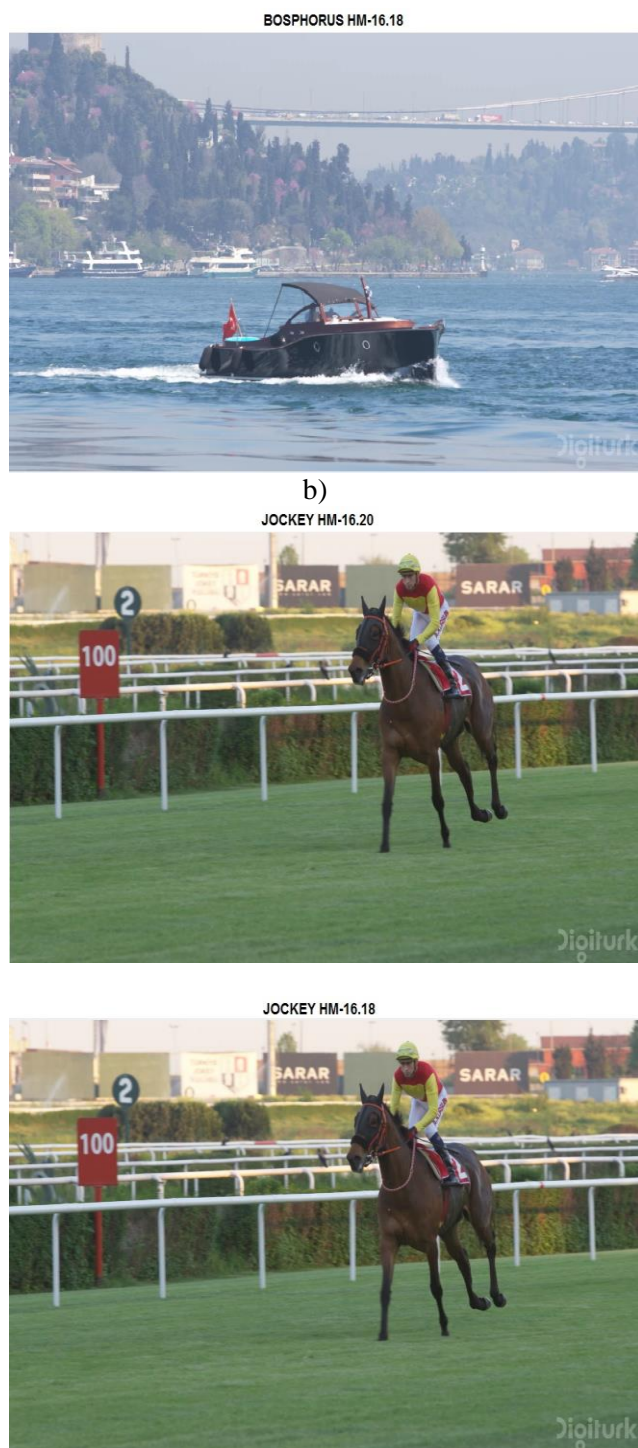 BOSPHORUS HM-16.18
Digiturk
b)
JOCKEY HM-16.20
2
SARAR
SARAR
100
Digiturk
JOCKEY HM-16.18
2
SARAR
SARAR
100
Digiturk